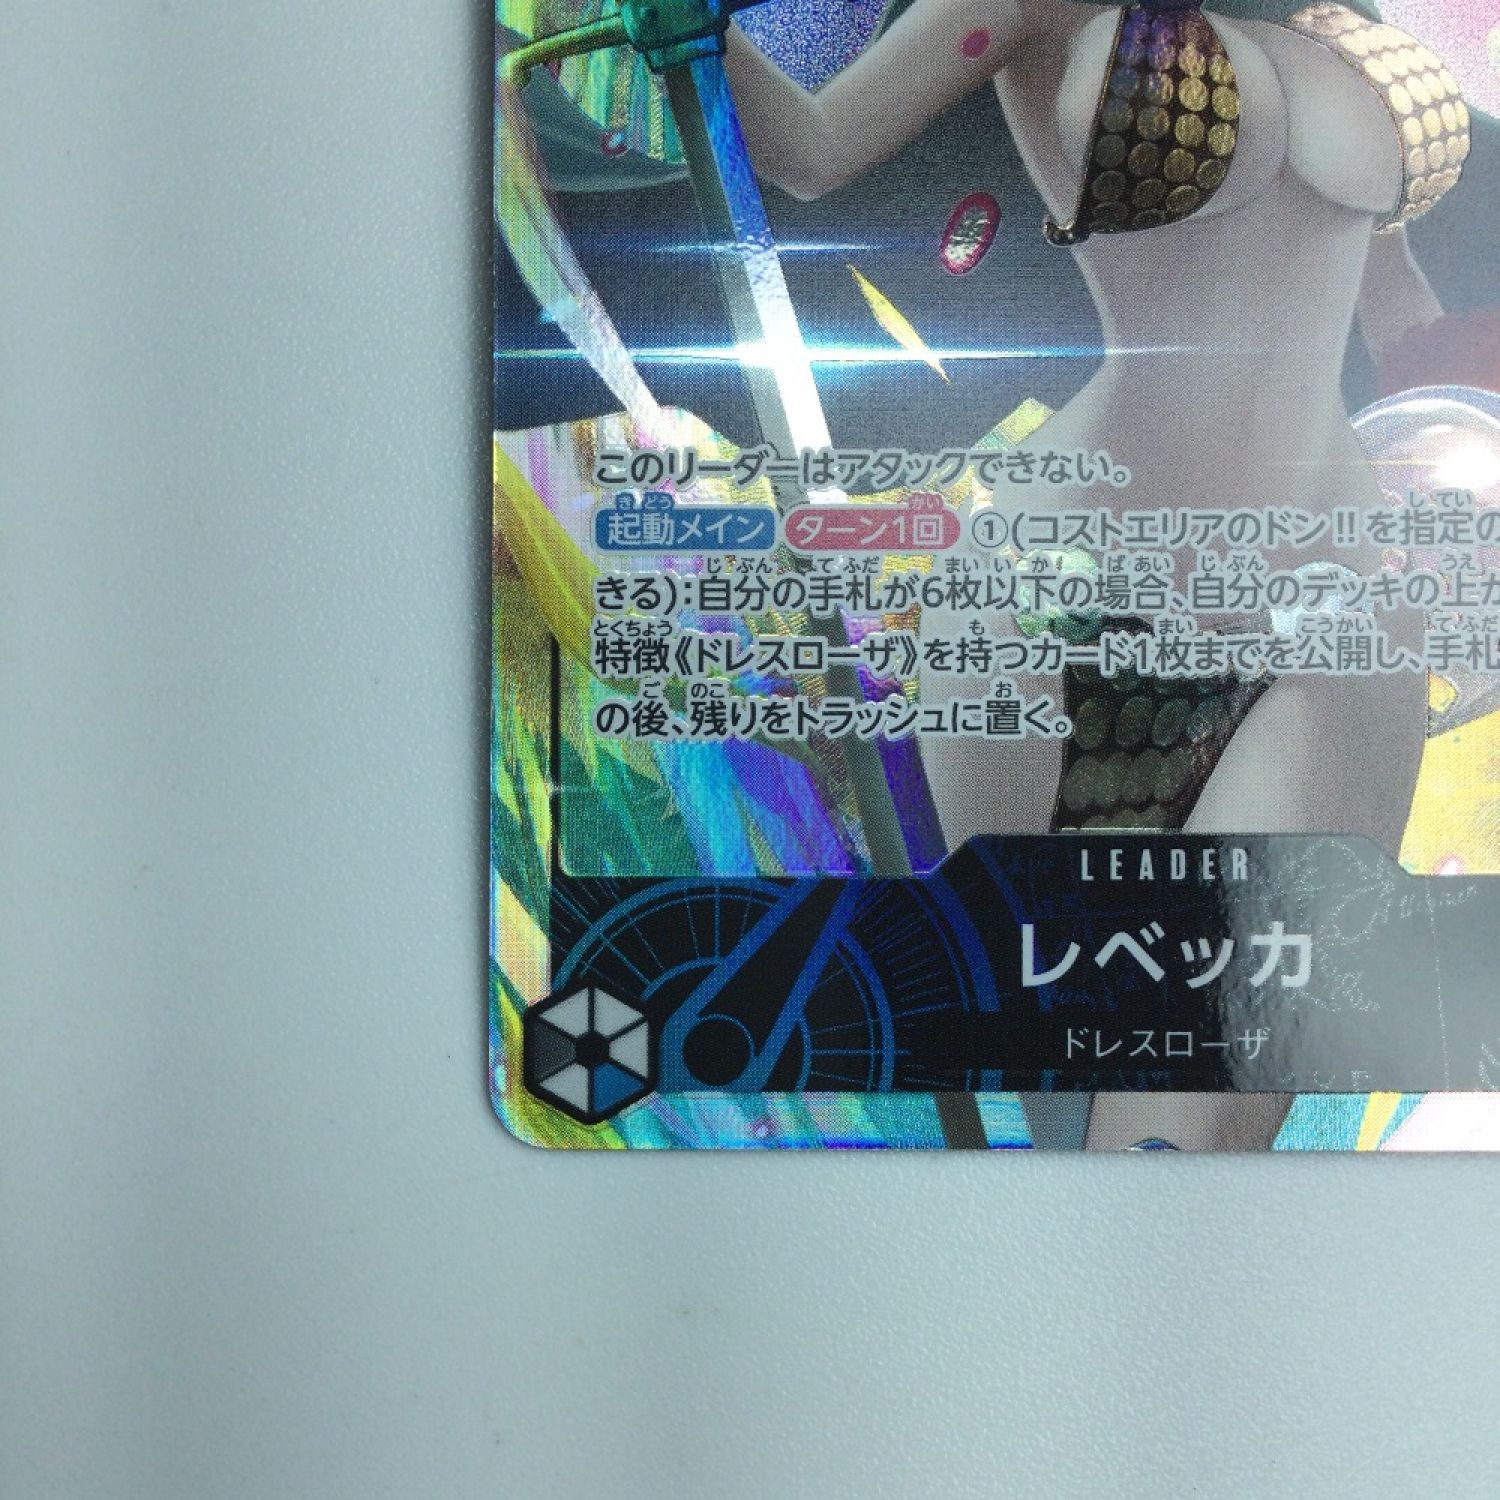 このリーダーはアタックできない。
起動メイン ターン1回 ①(コストエリアのドン!!を指定の
きる):自分の手札が6枚以下の場合、自分のデッキの上か
特徴《ドレスローザ》を持つカード1枚までを公開し、手札
の後、残りをトラッシュに置く。
LEADER
レベッカ
ドレスローザ